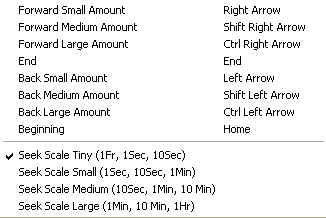 Forward Small Amount Right Arrow
Forward Medium Amount Shift Right Arrow
Forward Large Amount Ctrl Right Arrow
End End
Back Small Amount Left Arrow
Back Medium Amount Shift Left Arrow
Back Large Amount Ctrl Left Arrow
Beginning Home
Seek Scale Tiny (1Fr, 1Sec, 10Sec)
Seek Scale Small (1Sec, 10Sec, 1Min)
Seek Scale Medium (10Sec, 1Min, 10 Min)
Seek Scale Large (1Min, 10 Min, 1Hr)